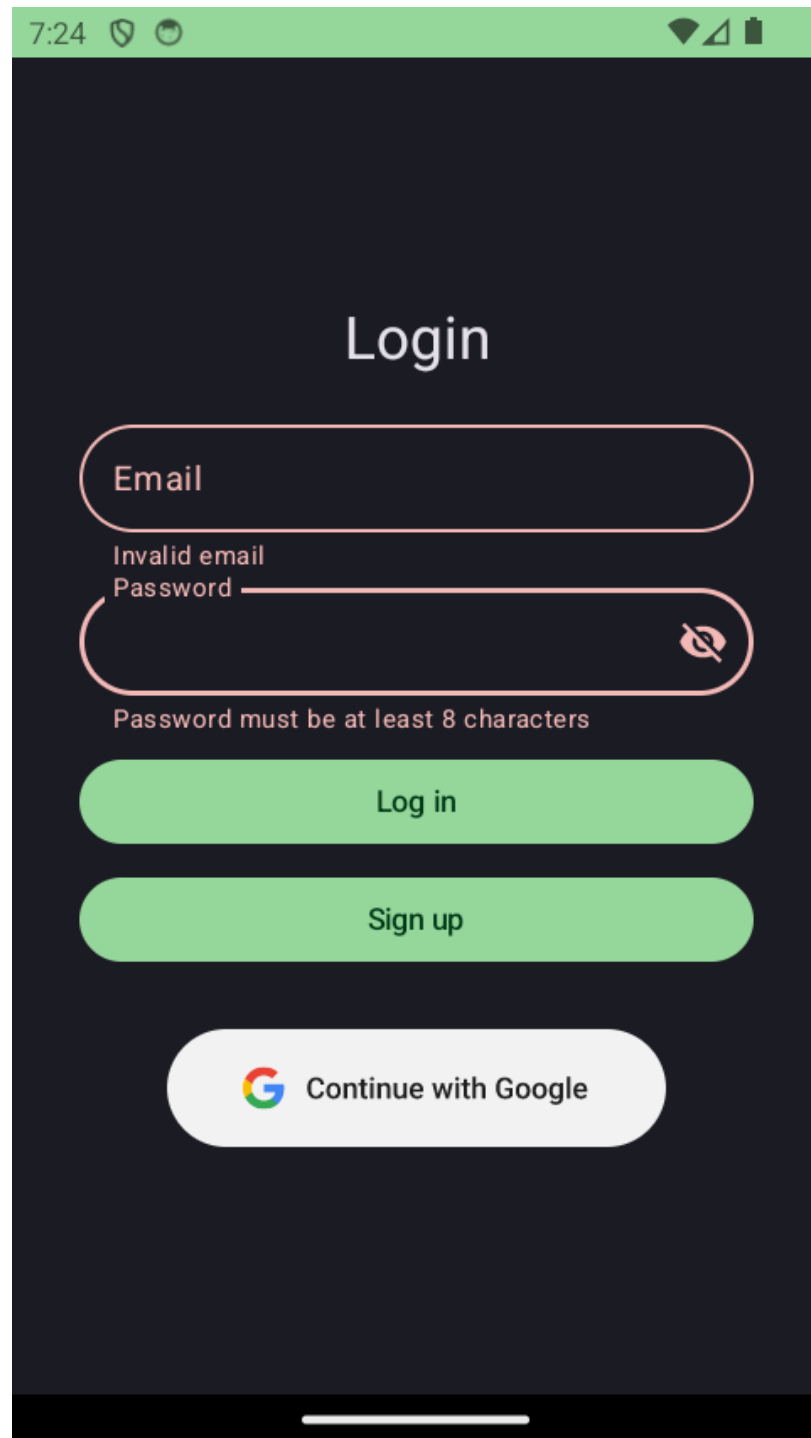 7:24
Login
Email
Invalid email
Password
Password must be at least 8 characters
Log in
Sign up
Continue with Google